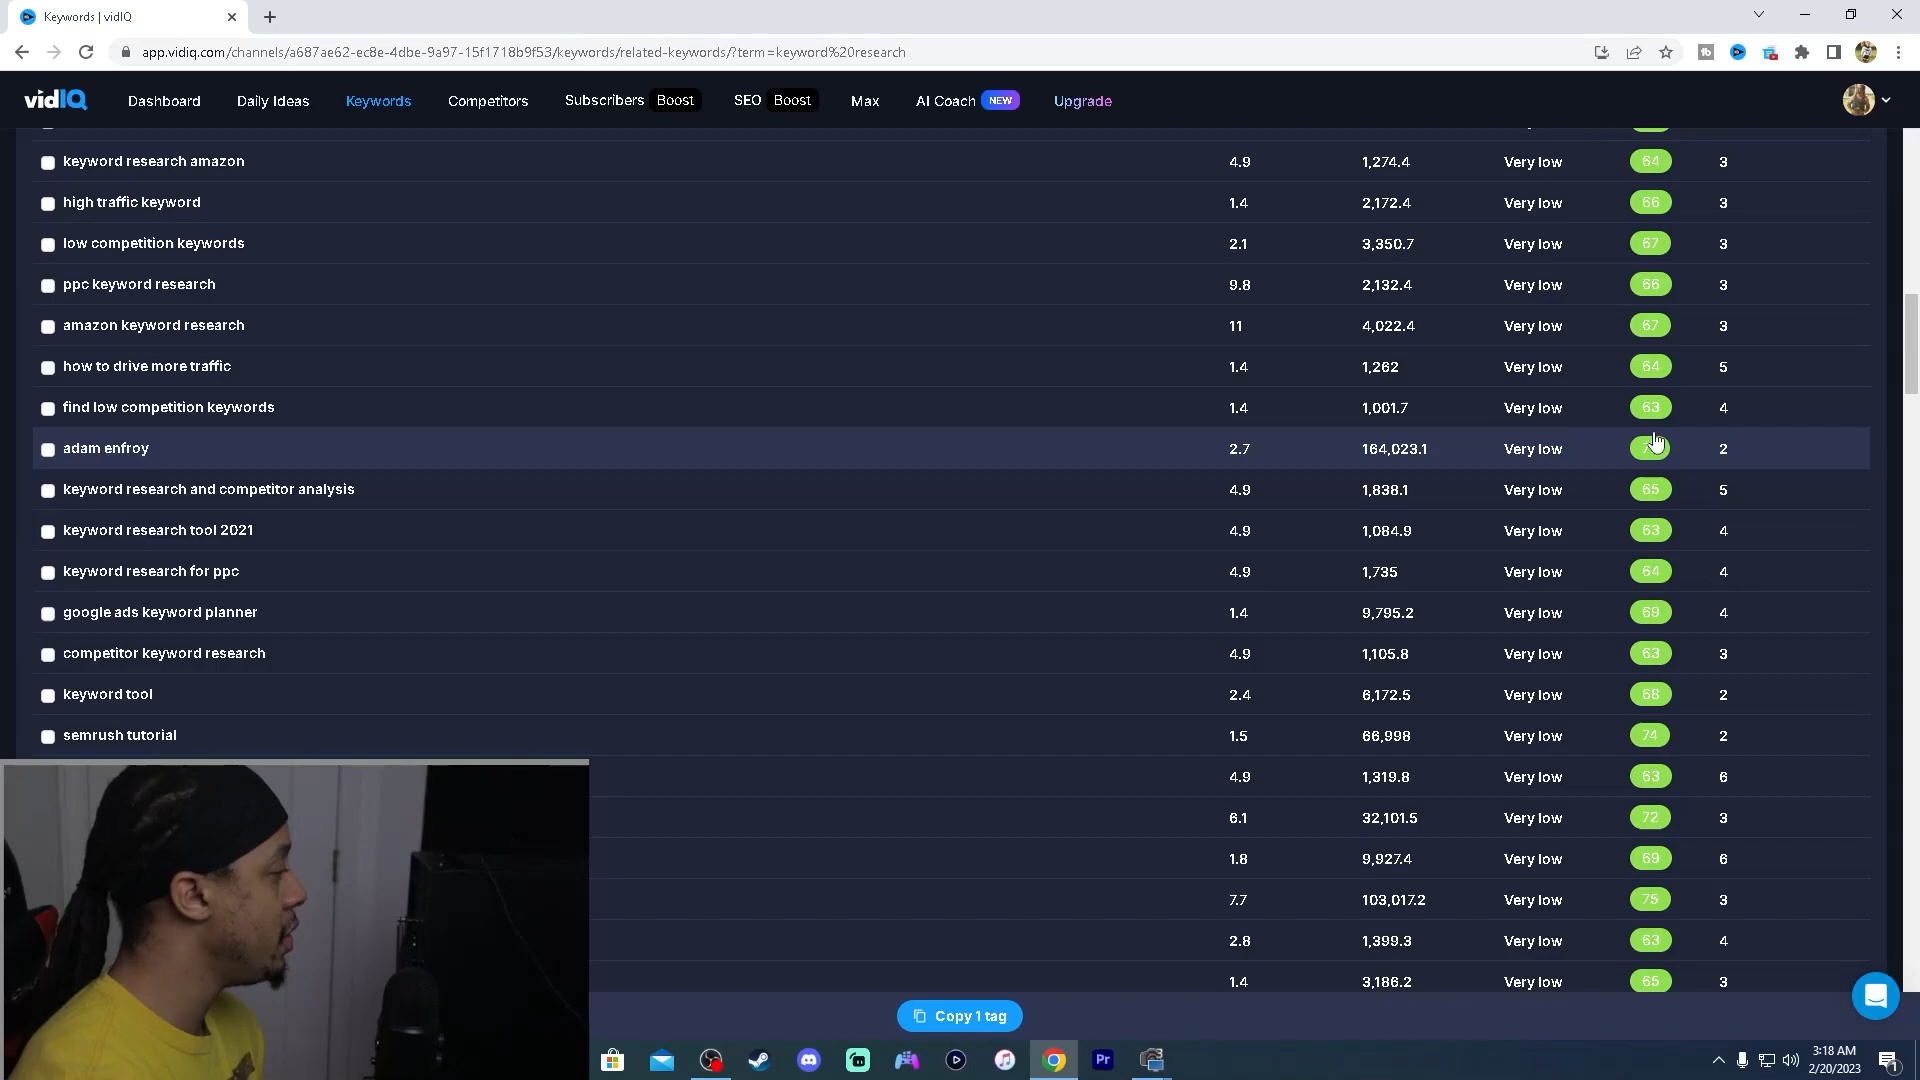 Keywords | vidIQ
app.vidiq.com/channels/a687ae62-ec8e-4dbe-9a97-15f1718b9f53/keywords/related-keywords/?term=keyword%20research
vidIQ Dashboard Daily Ideas Keywords Competitors Subscribers Boost SEO Boost Max AI Coach NEW Upgrade
keyword research amazon 4.9 1,274.4 Very low 64 3
high traffic keyword 1.4 2,172.4 Very low 66 3
low competition keywords 2.1 3,350.7 Very low 67 3
ppc keyword research 9.8 2,132.4 Very low 66 3
amazon keyword research 11 4,022.4 Very low 67 3
how to drive more traffic 1.4 1,262 Very low 64 5
find low competition keywords 1.4 1,001.7 Very low 63 4
adam enfroy 2.7 164,023.1 Very low 2
keyword research and competitor analysis 4.9 1,838.1 Very low 65 5
keyword research tool 2021 4.9 1,084.9 Very low 63 4
keyword research for ppc 4.9 1,735 Very low 64 4
google ads keyword planner 1.4 9,795.2 Very low 69 4
competitor keyword research 4.9 1,105.8 Very low 63 3
keyword tool 2.4 6,172.5 Very low 68 2
semrush tutorial 1.5 66,998 Very low 74 2
4.9 1,319.8 Very low 63 6
6.1 32,101.5 Very low 72 3
1.8 9,927.4 Very low 69 6
7.7 103,017.2 Very low 75 3
2.8 1,399.3 Very low 63 4
1.4 3,186.2 Very low 65 3
Copy 1 tag
Pr
3:18 AM
2/20/2023
1